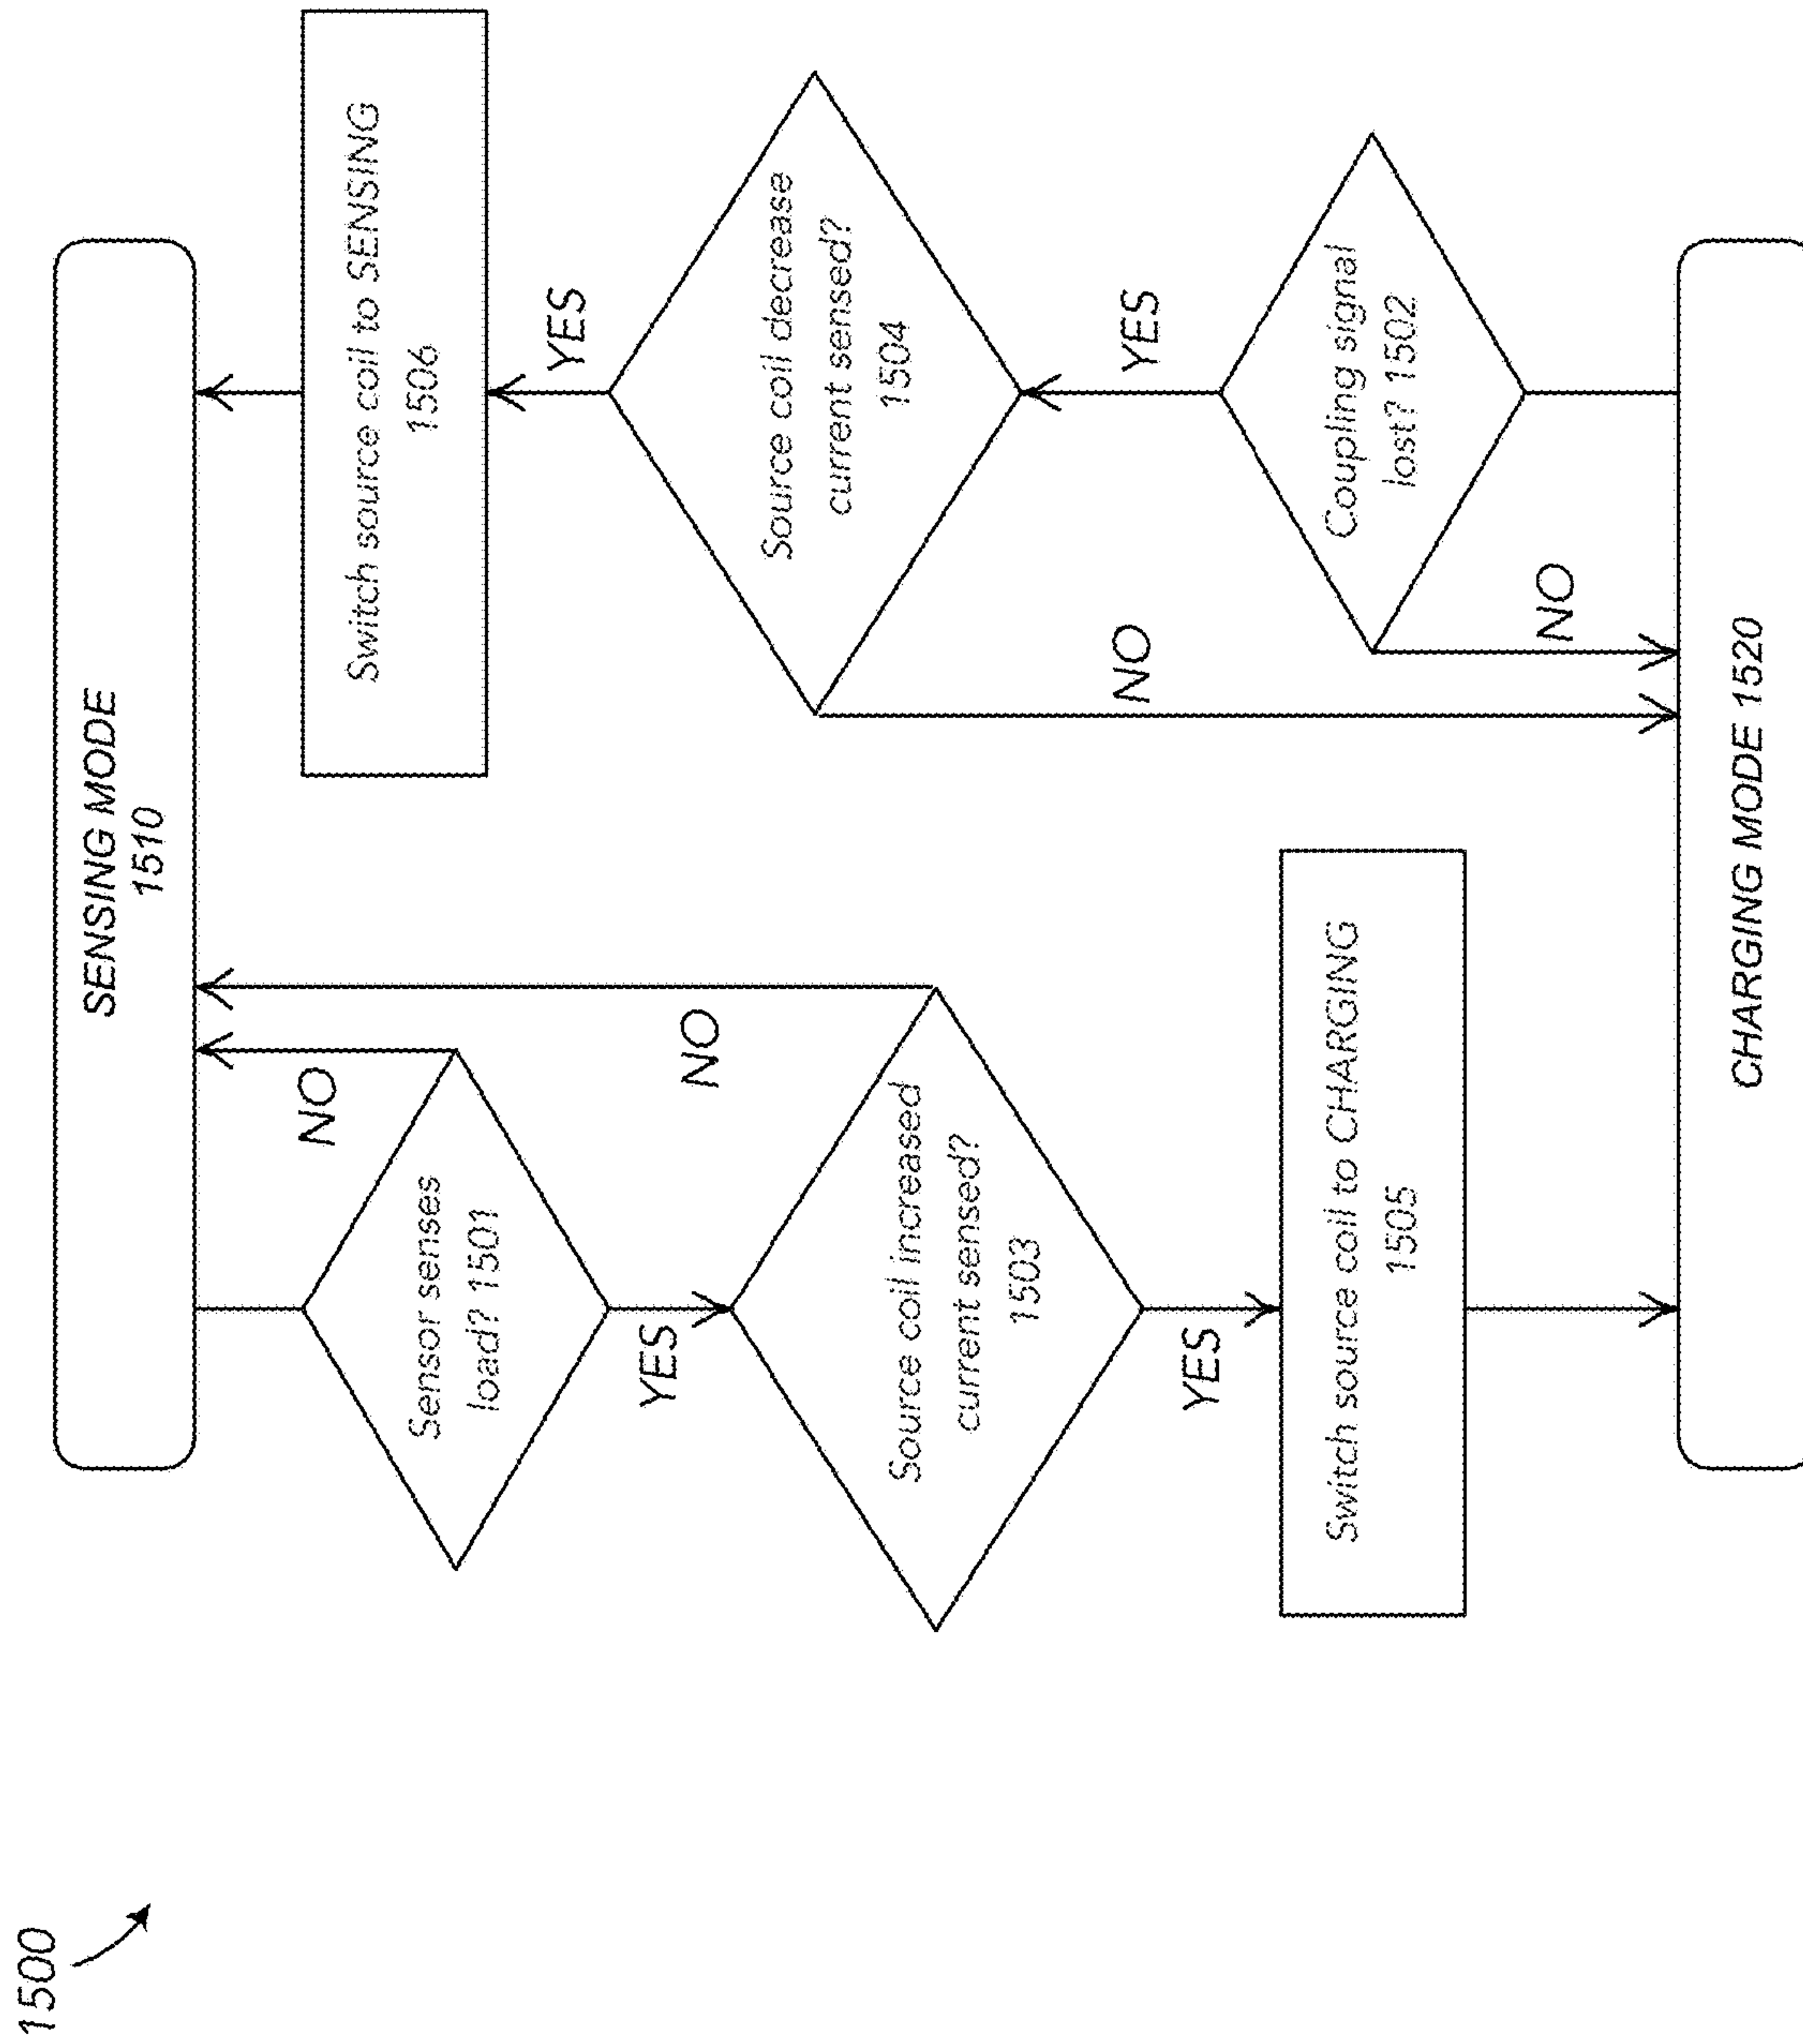 1500
SENSING MODE
1510
Sensor senses
load? 1501
NO
YES
Source coil increased
current sensed?
1503
NO
YES
Switch source coil to CHARGING
1505
Switch source coil to SENSING
1506
YES
Source coil decrease
current sensed?
1504
NO
YES
Coupling signal
lost? 1502
NO
CHARGING MODE 1520